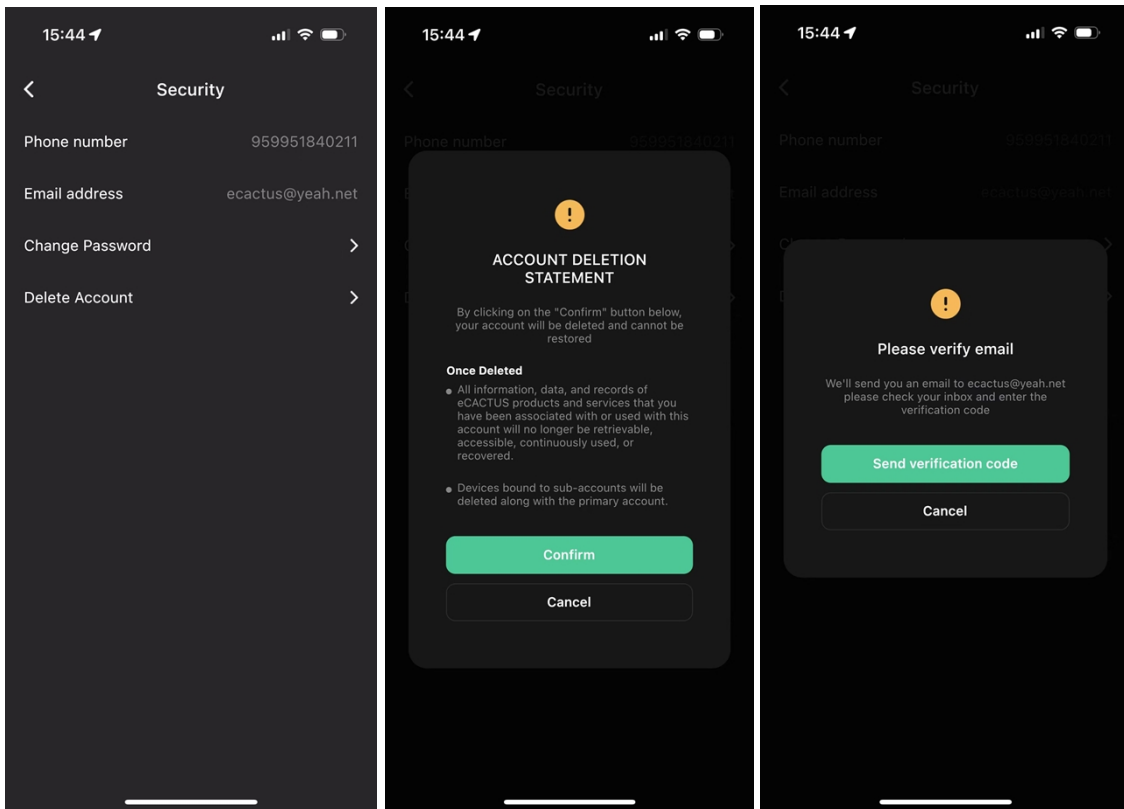 15:44
Security
Phone number 959951840211
Email address ecactus@yeah.net
Change Password
Delete Account
15:44
Security
Phone number 959951840211
ACCOUNT DELETION
STATEMENT
By clicking on the "Confirm" button below,
your account will be deleted and cannot be
restored
Once Deleted
All information, data, and records of
eCACTUS products and services that you
have been associated with or used with this
account will no longer be retrievable,
accessible, continuously used, or
recovered.
Devices bound to sub-accounts will be
deleted along with the primary account.
Confirm
Cancel
15:44
Security
Phone number 959951840211
Email address ecactus@yeah.net
Please verify email
We'll send you an email to ecactus@yeah.net
please check your inbox and enter the
verification code
Send verification code
Cancel